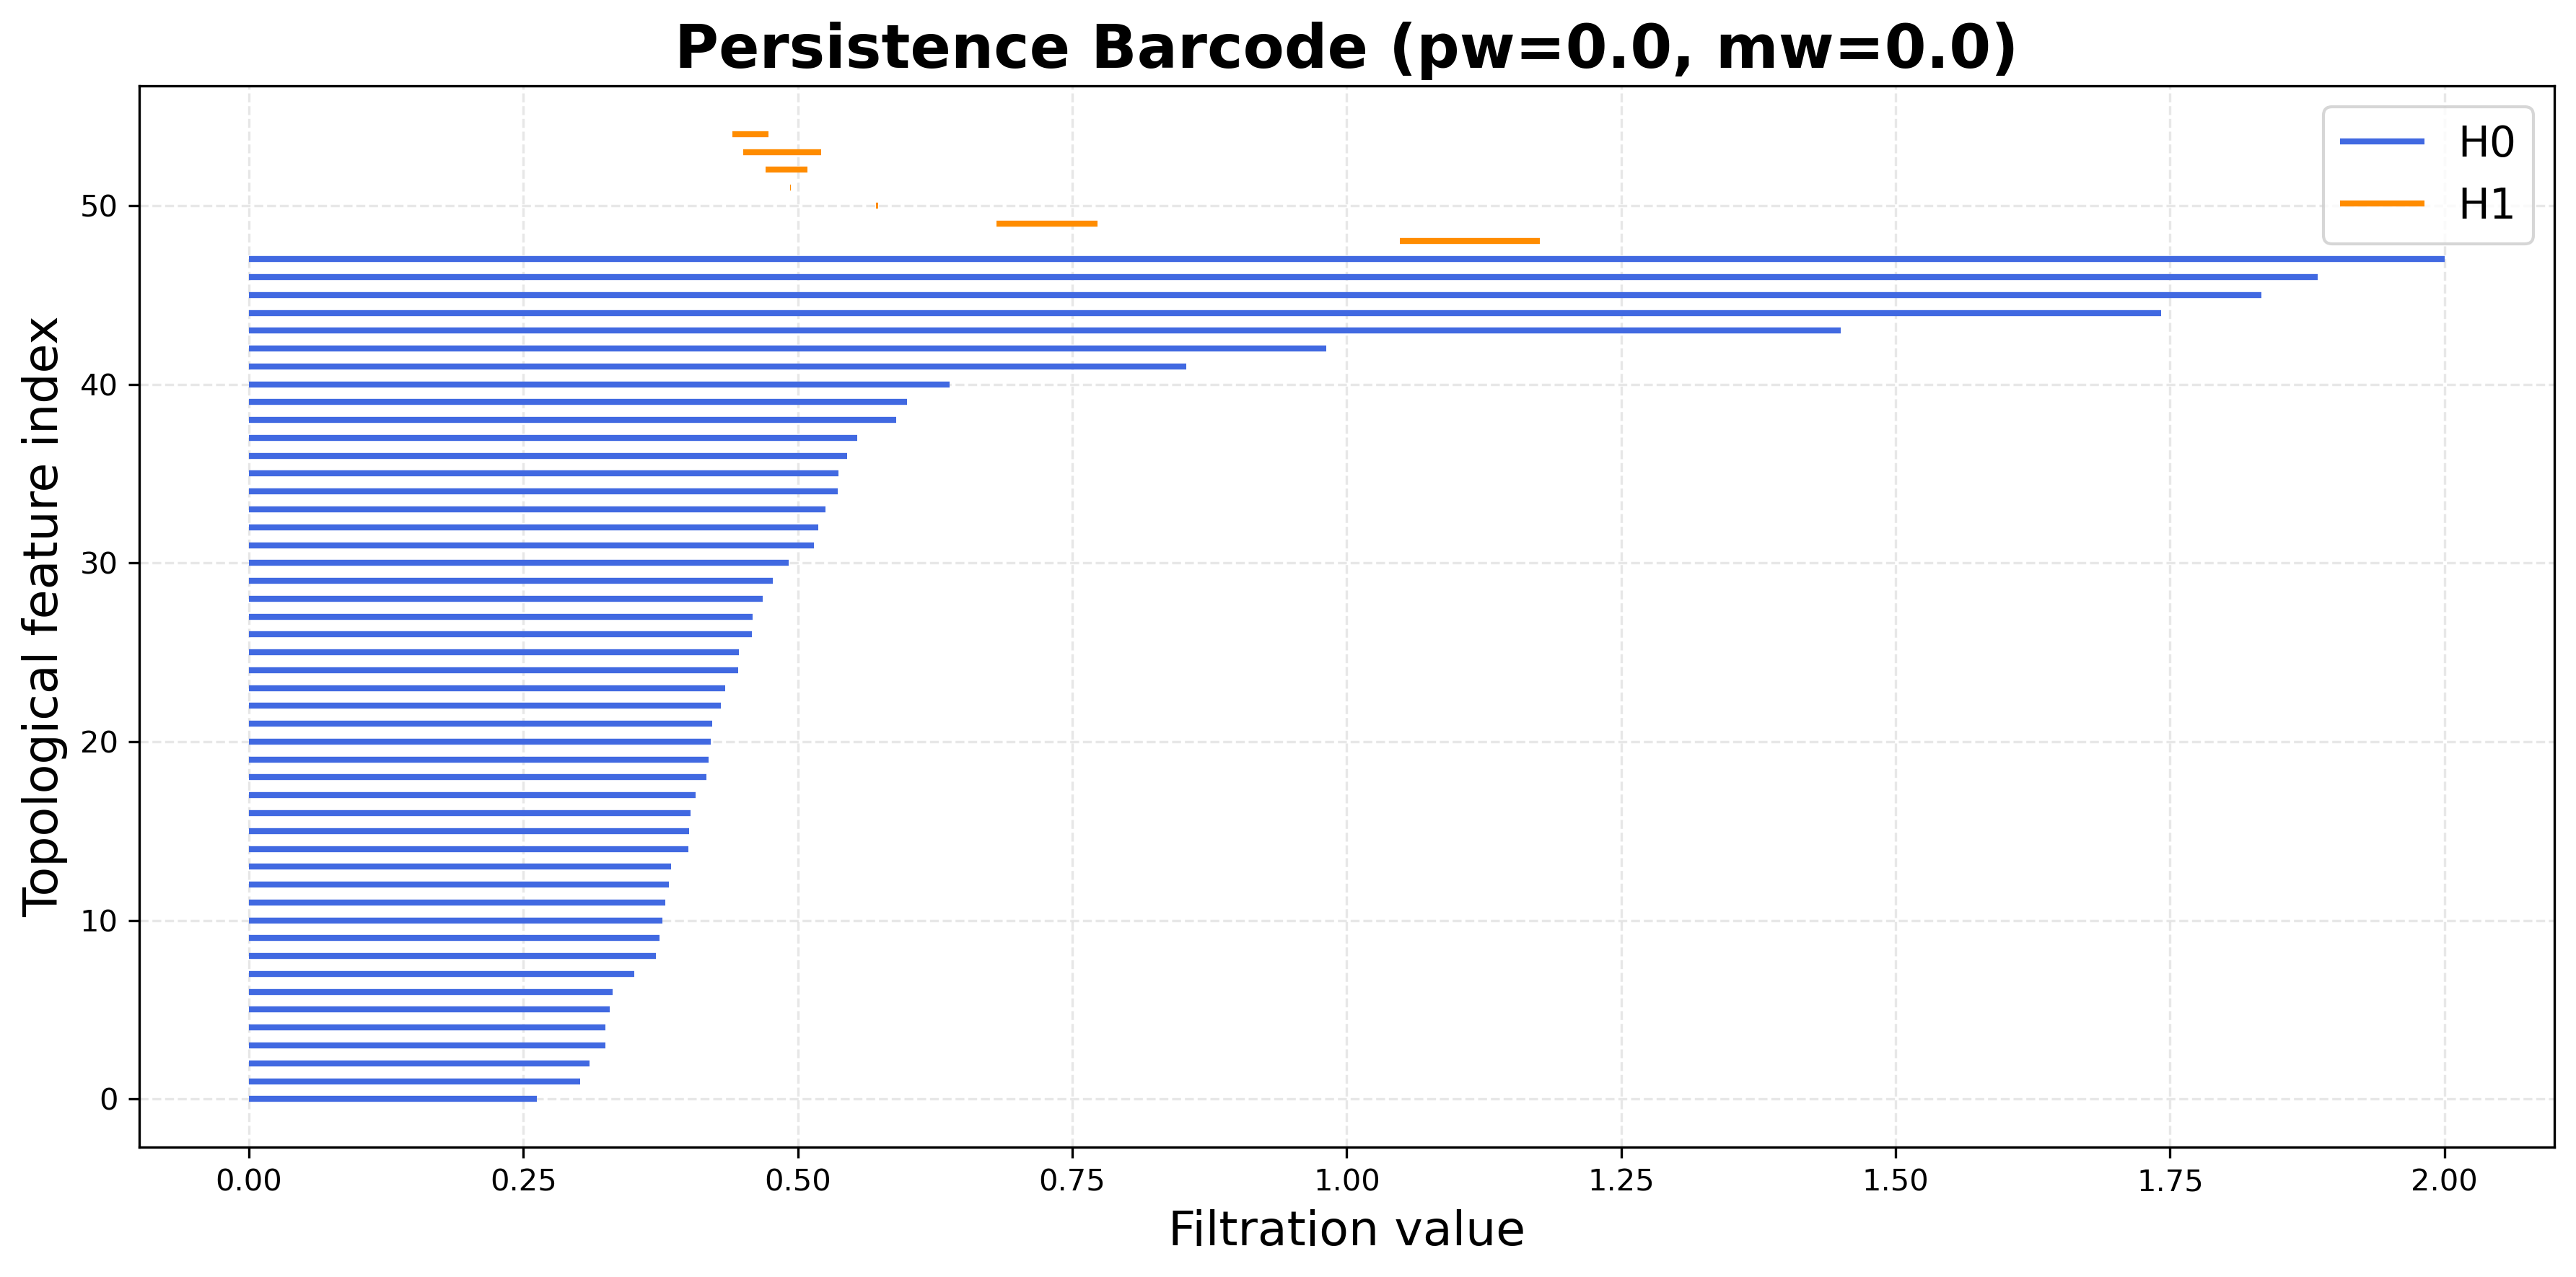 Persistence Barcode (pw=0.0, mw=0.0)
H0
H1
Topological feature index
50
40
30
20
10
0
0.00 0.25 0.50 0.75 1.00 1.25 1.50 1.75 2.00
Filtration value